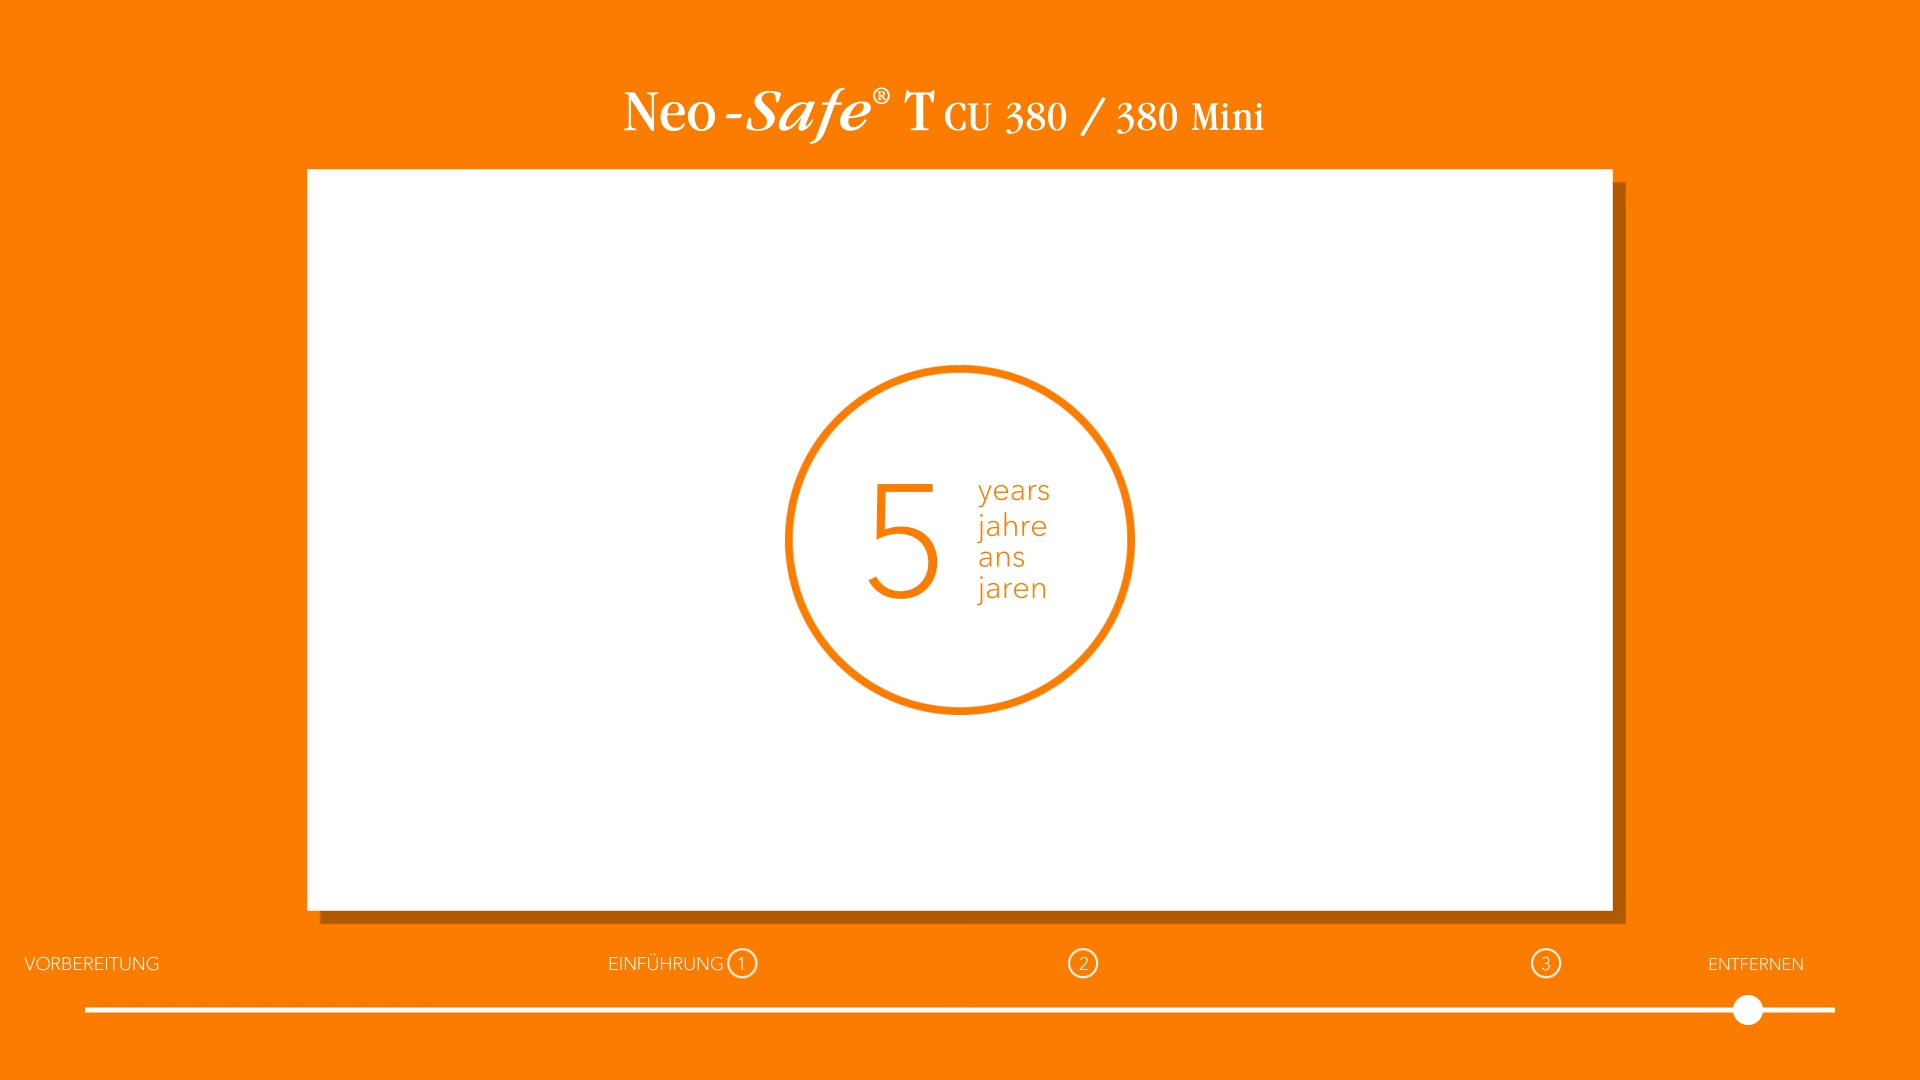 Neo-Safe® T CU 380 / 380 Mini
5
years
jahre
ans
jaren
VORBEREITUNG
EINFÜHRUNG 1
2
3
ENTFERNEN